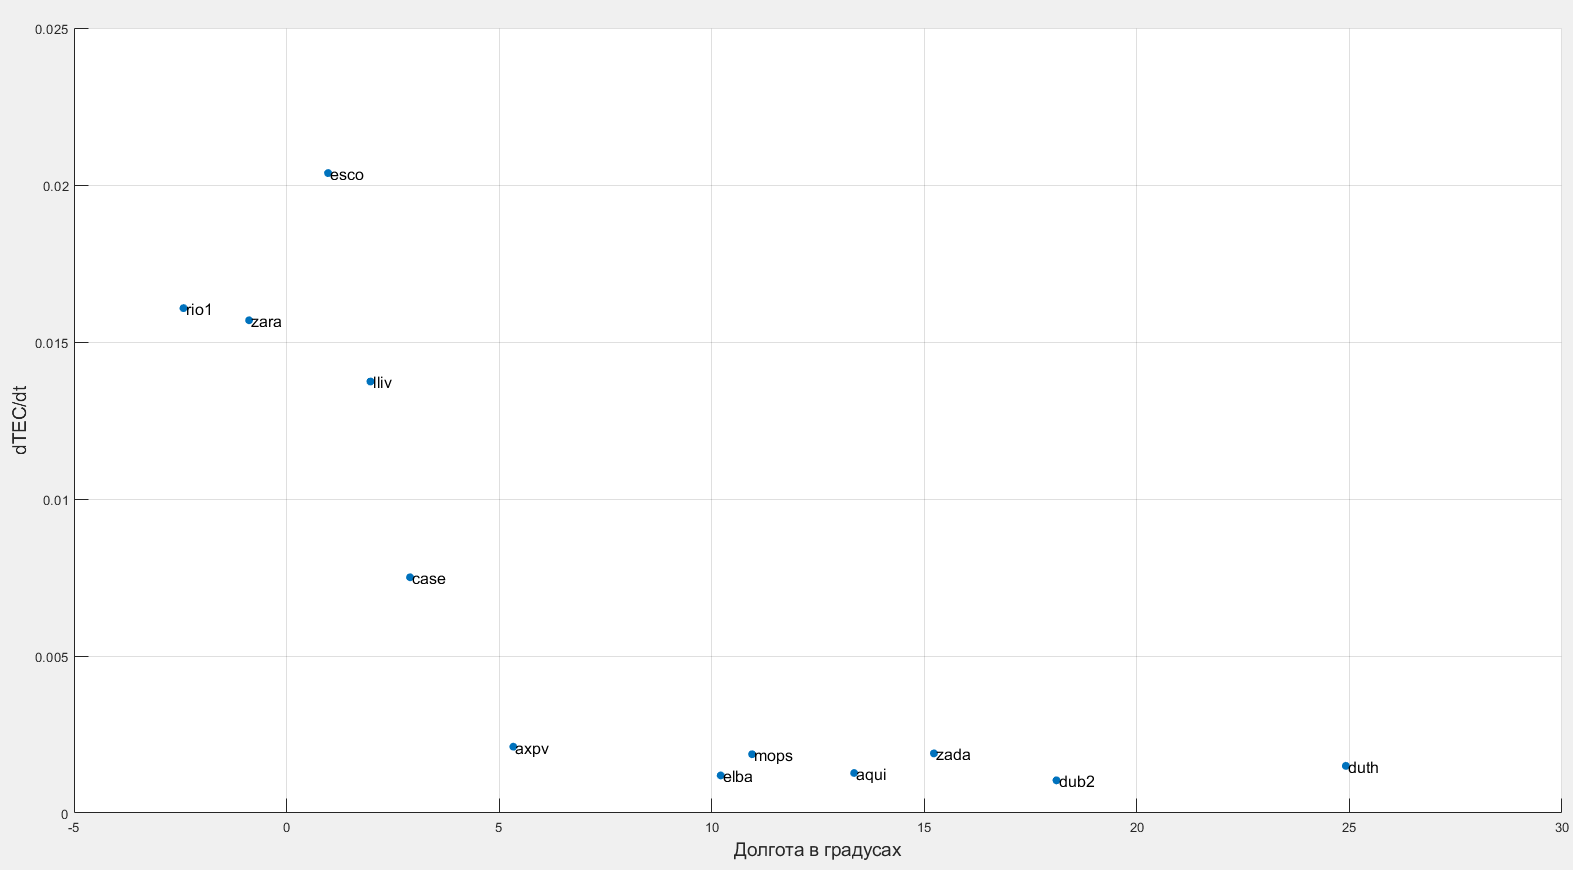 0.025
0.02
0.015
0.01
0.005
0
dTEC/dt
esco
rio1
zara
lliv
case
axpv
elba
mops
aqui
zada
dub2
duth
-5
0
5
10
15
20
25
30
Долгота в градусах